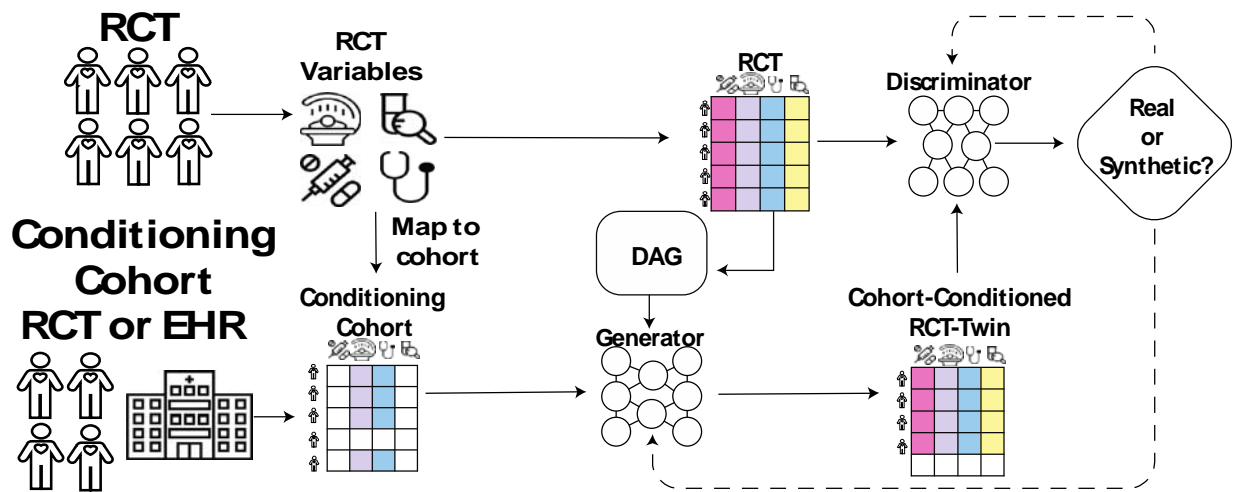 RCT
RCT
Variables
RCT
Discriminator
Real
or
Synthetic?
Map to
cohort
DAG
Conditioning
Cohort
RCT or EHR
Conditioning
Cohort
Generator
Cohort-Conditioned
RCT-Twin